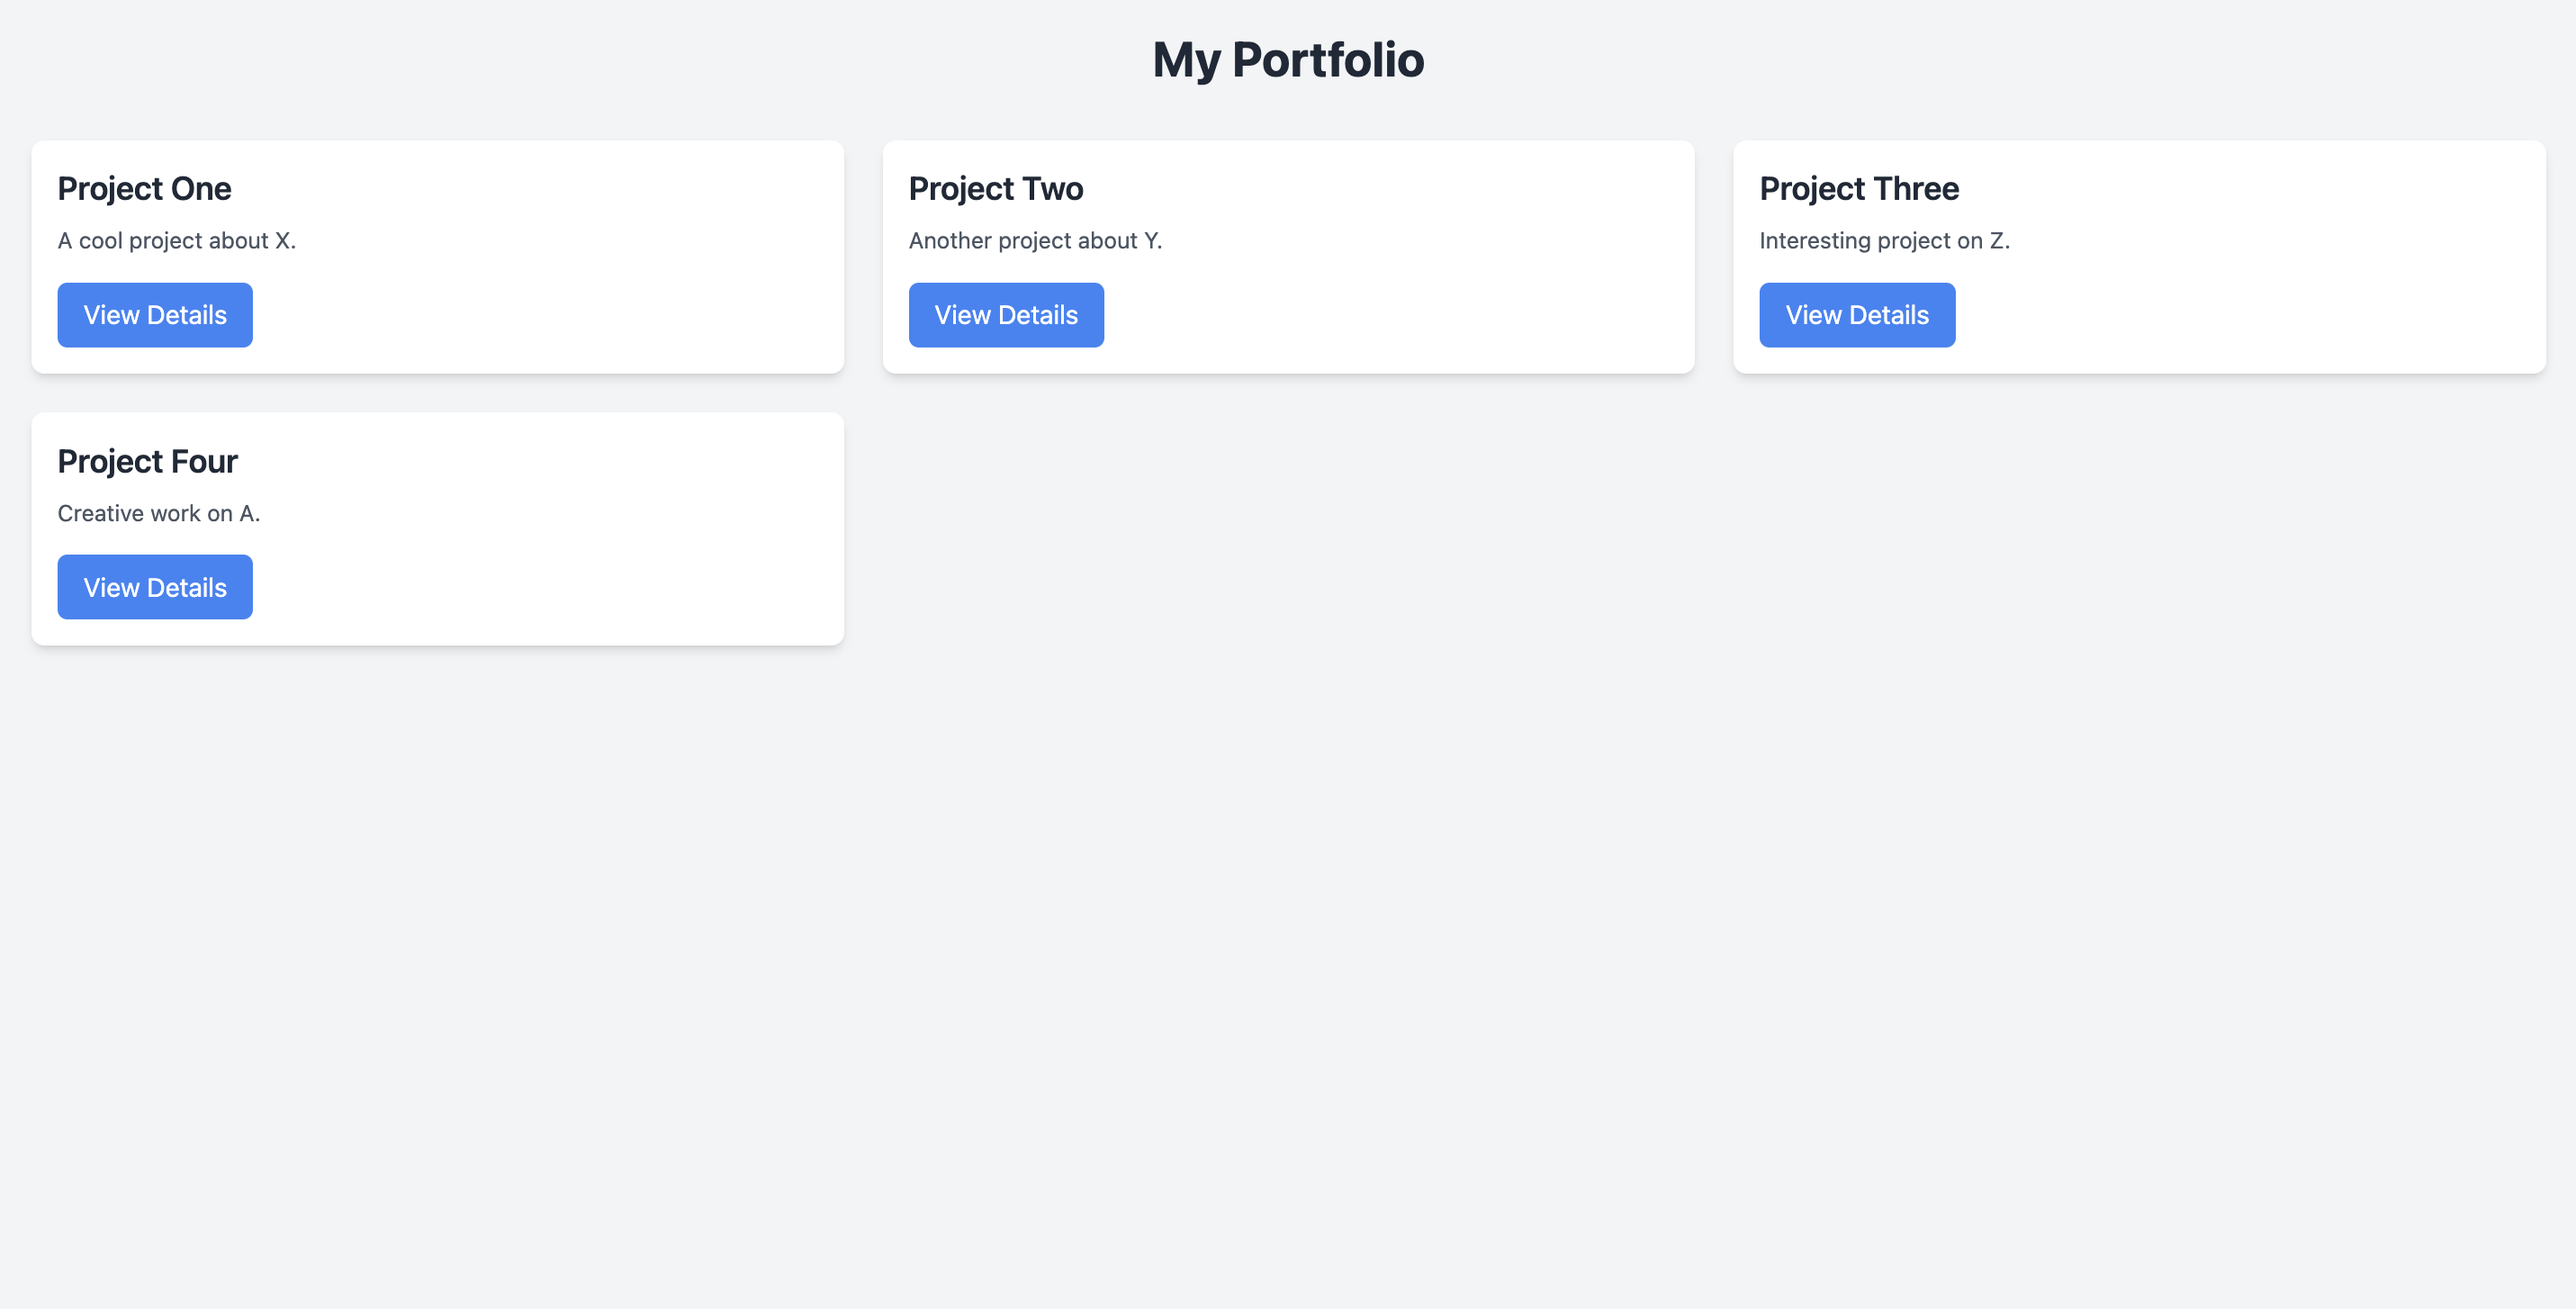 My Portfolio
Project One
A cool project about X.
View Details
Project Two
Another project about Y.
View Details
Project Three
Interesting project on Z.
View Details
Project Four
Creative work on A.
View Details